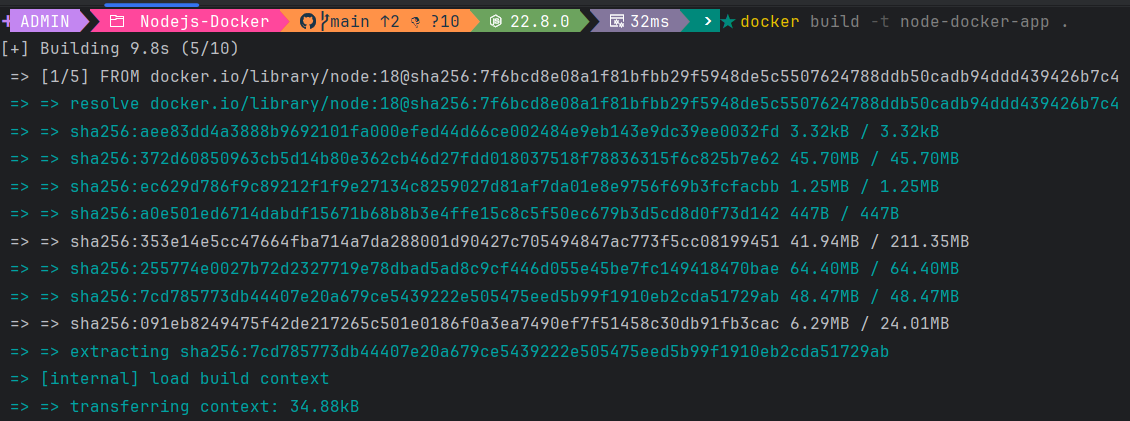 ADMIN Nodejs-Docker main ↑2 ?10 22.8.0 32ms > ★ docker build -t node-docker-app .
[+] Building 9.8s (5/10)
=> [1/5] FROM docker.io/library/node:18@sha256:7f6bcd8e08a1f81bfbb29f5948de5c5507624788ddb50cadb94ddd439426b7c4
=> => resolve docker.io/library/node:18@sha256:7f6bcd8e08a1f81bfbb29f5948de5c5507624788ddb50cadb94ddd439426b7c4
=> => sha256:aee83dd4a3888b9692101fa000efed44d66ce002484e9eb143e9dc39ee0032fd 3.32kB / 3.32kB
=> => sha256:372d60850963cb5d14b80e362cb46d27fdd018037518f78836315f6c825b7e62 45.70MB / 45.70MB
=> => sha256:ec629d786f9c89212f1f9e27134c8259027d81af7da01e8e9756f69b3fcfacbb 1.25MB / 1.25MB
=> => sha256:a0e501ed6714dabdf15671b68b8b3e4ffe15c8c5f50ec679b3d5cd8d0f73d142 447B / 447B
=> => sha256:353e14e5cc47664fba714a7da288001d90427c705494847ac773f5cc08199451 41.94MB / 211.35MB
=> => sha256:255774e0027b72d2327719e78dbad5ad8c9cf446d055e45be7fc149418470bae 64.40MB / 64.40MB
=> => sha256:7cd785773db44407e20a679ce5439222e505475eed5b99f1910eb2cda51729ab 48.47MB / 48.47MB
=> => sha256:091eb8249475f42de217265c501e0186f0a3ea7490ef7f51458c30db91fb3cac 6.29MB / 24.01MB
=> => extracting sha256:7cd785773db44407e20a679ce5439222e505475eed5b99f1910eb2cda51729ab
=> [internal] load build context
=> => transferring context: 34.88kB